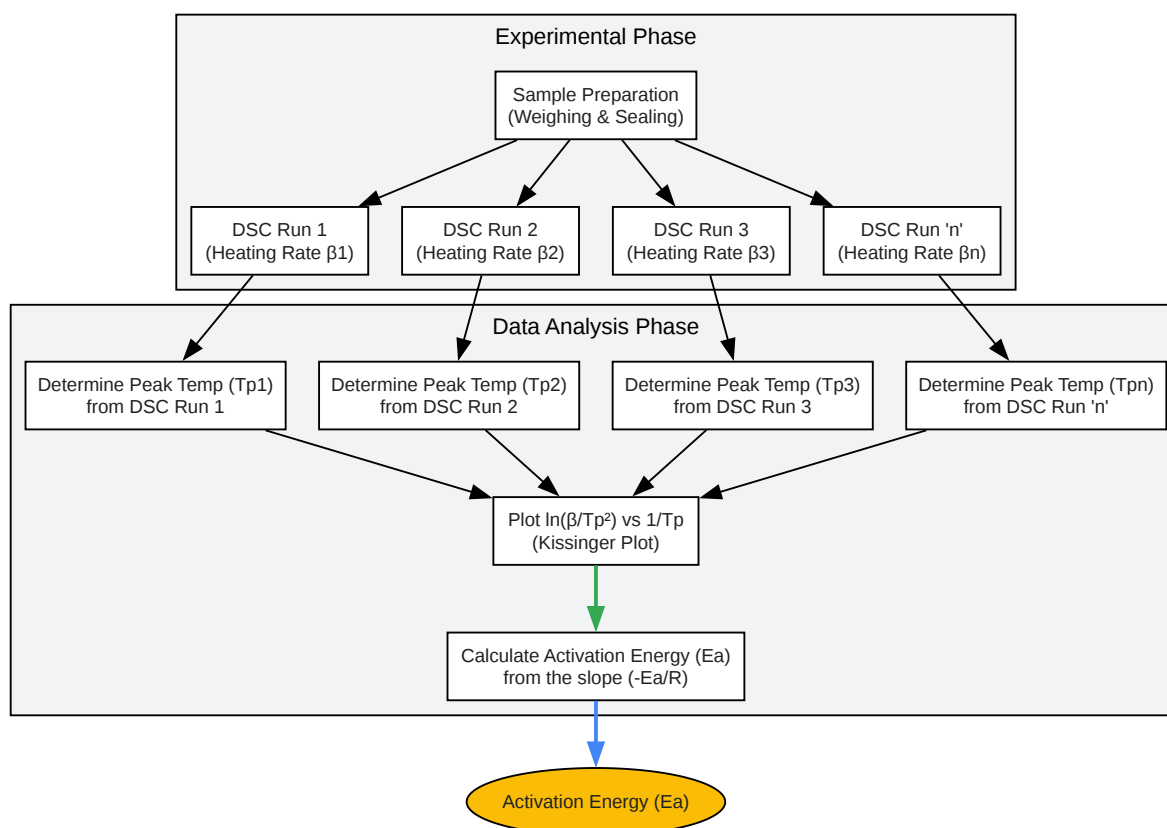 Experimental Phase
Sample Preparation
(Weighing & Sealing)
DSC Run 1
(Heating Rate β1)
DSC Run 2
(Heating Rate β2)
DSC Run 3
(Heating Rate β3)
DSC Run 'n'
(Heating Rate βn)
Data Analysis Phase
Determine Peak Temp (Tp1)
from DSC Run 1
Determine Peak Temp (Tp2)
from DSC Run 2
Determine Peak Temp (Tp3)
from DSC Run 3
Determine Peak Temp (Tpn)
from DSC Run 'n'
Plot ln(β/Tp²) vs 1/Tp
(Kissinger Plot)
Calculate Activation Energy (Ea)
from the slope (-Ea/R)
Activation Energy (Ea)